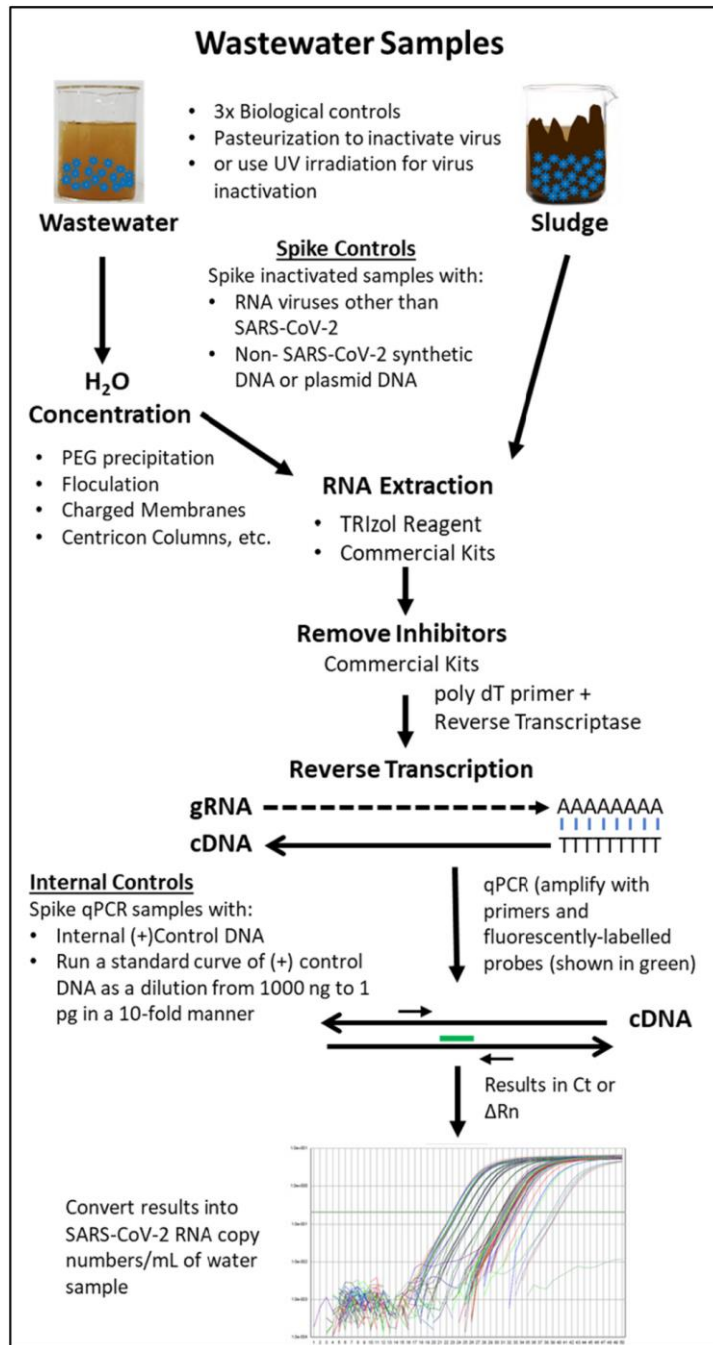 Wastewater Samples
• 3x Biological controls
• Pasteurization to inactivate virus
• or use UV irradiation for virus
inactivation
Wastewater
Sludge
Spike Controls
Spike inactivated samples with:
• RNA viruses other than
SARS-CoV-2
• Non- SARS-CoV-2 synthetic
DNA or plasmid DNA
H₂O
Concentration
• PEG precipitation
• Floculation
• Charged Membranes
• Centricon Columns, etc.
RNA Extraction
• TRIzol Reagent
• Commercial Kits
Remove Inhibitors
Commercial Kits
poly dT primer +
Reverse Transcriptase
Reverse Transcription
gRNA
AAAAAAAA
cDNA
TTTTTTTTT
Internal Controls
Spike qPCR samples with:
• Internal (+)Control DNA
• Run a standard curve of (+) control
DNA as a dilution from 1000 ng to 1
pg in a 10-fold manner
qPCR (amplify with
primers and
fluorescently-labelled
probes (shown in green)
cDNA
Results in Ct or
ΔRn
Convert results into
SARS-CoV-2 RNA copy
numbers/mL of water
sample